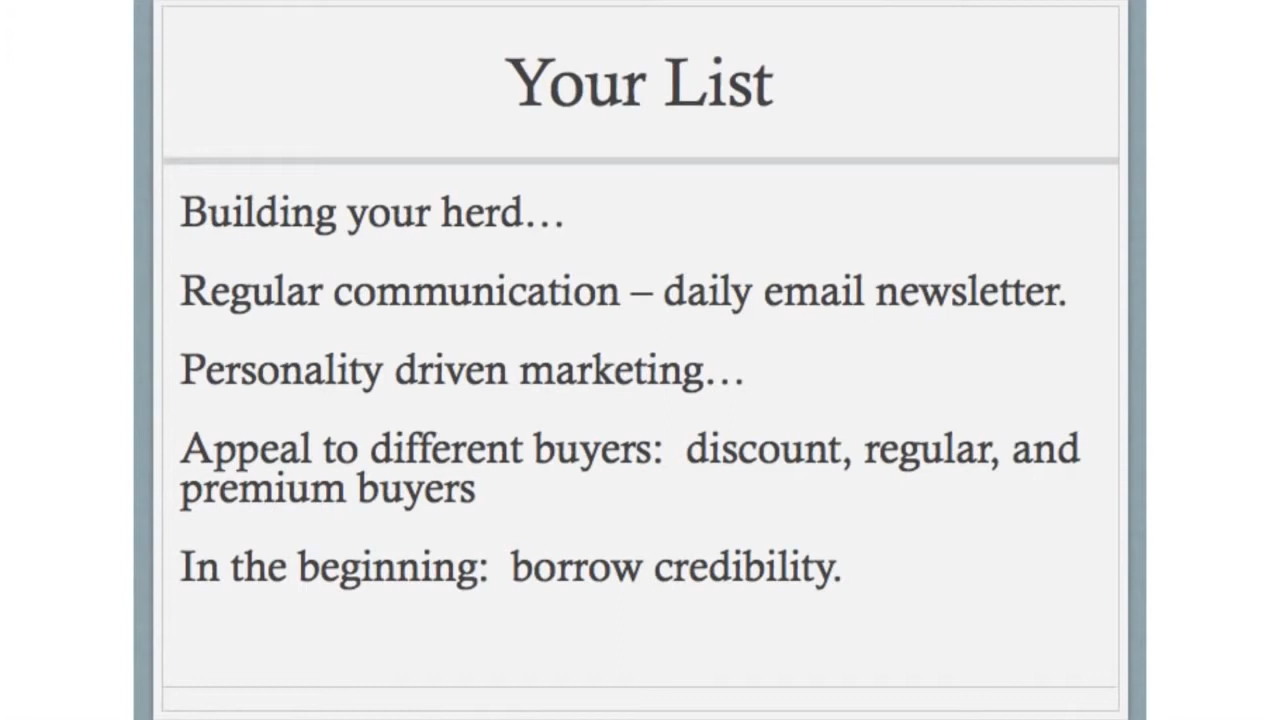 Your List
Building your herd…
Regular communication – daily email newsletter.
Personality driven marketing…
Appeal to different buyers:  discount, regular, and
premium buyers
In the beginning:  borrow credibility.